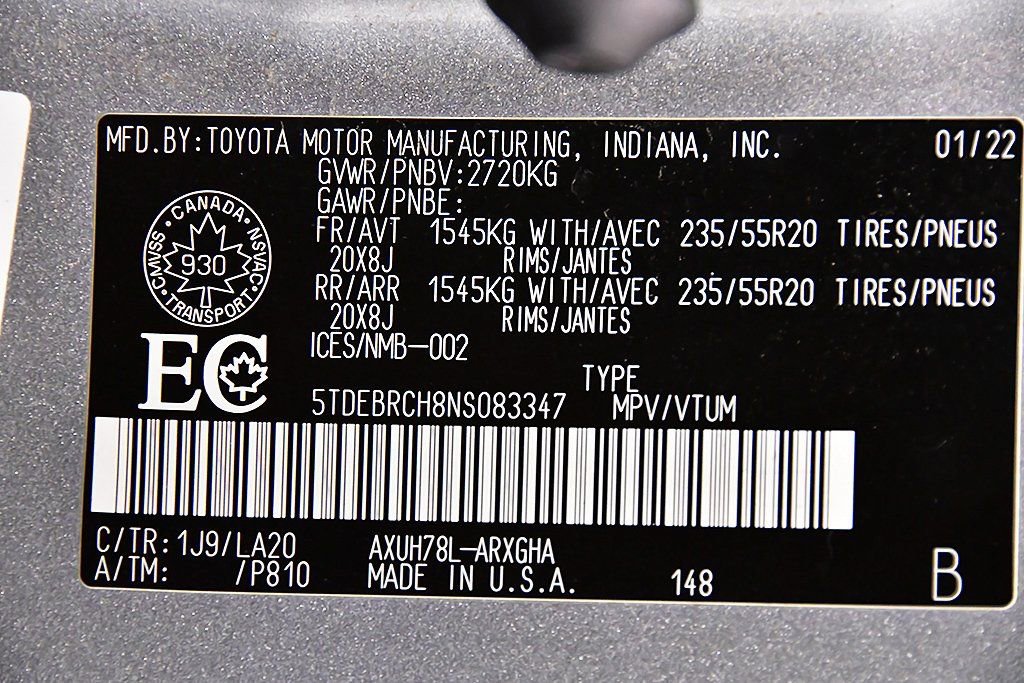 MFD.BY:TOYOTA MOTOR MANUFACTURING, INDIANA, INC. 01/22
GVWR/PNBV:2720KG
GAWR/PNBE:
FR/AVT 1545KG WITH/AVEC 235/55R20 TIRES/PNEUS
20X8J RIMS/JANTES
RR/ARR 1545KG WITH/AVEC 235/55R20 TIRES/PNEUS
20X8J RIMS/JANTES
ICES/NMB-002
CANADA
CMVSS 930 NSVAC
TRANSPORT
EC
TYPE
5TDEBRCH8NS083347 MPV/VTUM
C/TR:1J9/LA20 AXUH78L-ARXGHA
A/TM: /P810 MADE IN U.S.A. 148 B